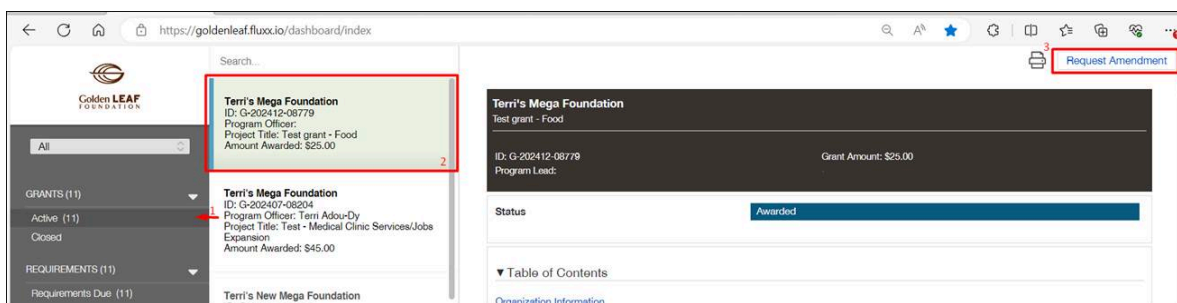 https://goldenleaf.fluxx.io/dashboard/index
3
Golden LEAF
FOUNDATION
All
GRANTS (11)
Active (11)
1
Closed
REQUIREMENTS (11)
Requirements Due (11)
Search...
Terri's Mega Foundation
ID: G-202412-08779
Program Officer:
Project Title: Test grant - Food
Amount Awarded: $25.00
2
Terri's Mega Foundation
ID: G-202407-08204
Program Officer: Terri Adou-Dy
Project Title: Test - Medical Clinic Services/Jobs
Expansion
Amount Awarded: $45.00
Terri's New Mega Foundation
Request Amendment
Terri's Mega Foundation
Test grant - Food
ID: G-202412-08779
Grant Amount: $25.00
Program Lead:
Status
Awarded
Table of Contents
Organization Information